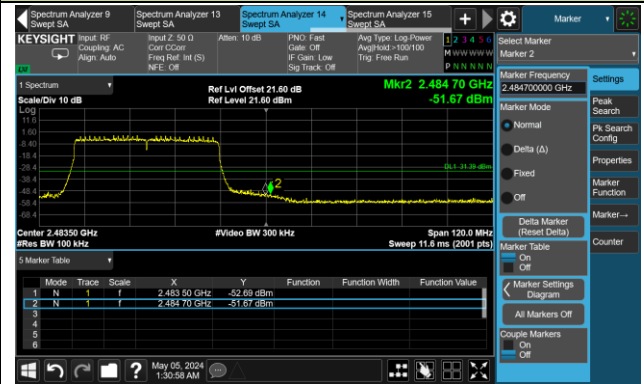 Spectrum Analyzer 9
Swept SA
Spectrum Analyzer 13
Swept SA
Spectrum Analyzer 14
Swept SA
Spectrum Analyzer 15
Swept SA
+
Marker
KEYSIGHT
Input: RF
Coupling: AC
Align: Auto
Input Z: 50 Ω
Corr CCorr
Freq Ref: Int (S)
NFE: Off
Atten: 10 dB
PNO: Fast
Gate: Off
IF Gain: Low
Sig Track: Off
Avg Type: Log-Power
Avg|Hold >100/100
Trig: Free Run
1 2 3 4 5 6
M W W W W W
P N N N N N
Select Marker
Marker 2
1 Spectrum
Scale/Div 10 dB
Log
Ref Lvl Offset 21.60 dB
Ref Level 21.60 dBm
Mkr2 2.484 70 GHz
-51.67 dBm
11.6
1.60
-8.40
-18.4
-28.4
-38.4
-48.4
-58.4
-68.4
DL1 -31.39 dBm
2
Center 2.48350 GHz
#Res BW 100 kHz
#Video BW 300 kHz
Span 120.0 MHz
Sweep 11.6 ms (2001 pts)
5 Marker Table
Mode Trace Scale X Y Function Function Width Function Value
1 N 1 f 2.483 50 GHz -52.69 dBm
2 N 1 f 2.484 70 GHz -51.67 dBm
3
4
5
6
Marker Frequency
2.484700000 GHz
Marker Mode
Normal
Delta (Δ)
Fixed
Off
Delta Marker
(Reset Delta)
Marker Table
On
Off
Marker Settings
Diagram
All Markers Off
Couple Markers
On
Off
Settings
Peak
Search
Pk Search
Config
Properties
Marker
Function
Marker→
Counter
?
May 05, 2024
1:30:58 AM